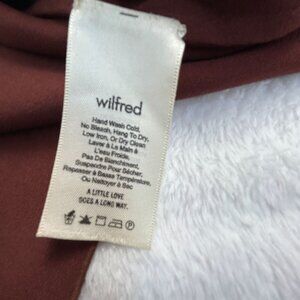 wilfred
Hand Wash Cold,
No Bleach, Hang To Dry,
Low Iron, Or Dry Clean
Laver À La Main À
L'eau Froide,
Pas De Blanchiment,
Suspendre Pour Sécher,
Repasser À Basse Température,
Ou Nettoyer À Sec
A LITTLE LOVE
GOES A LONG WAY.